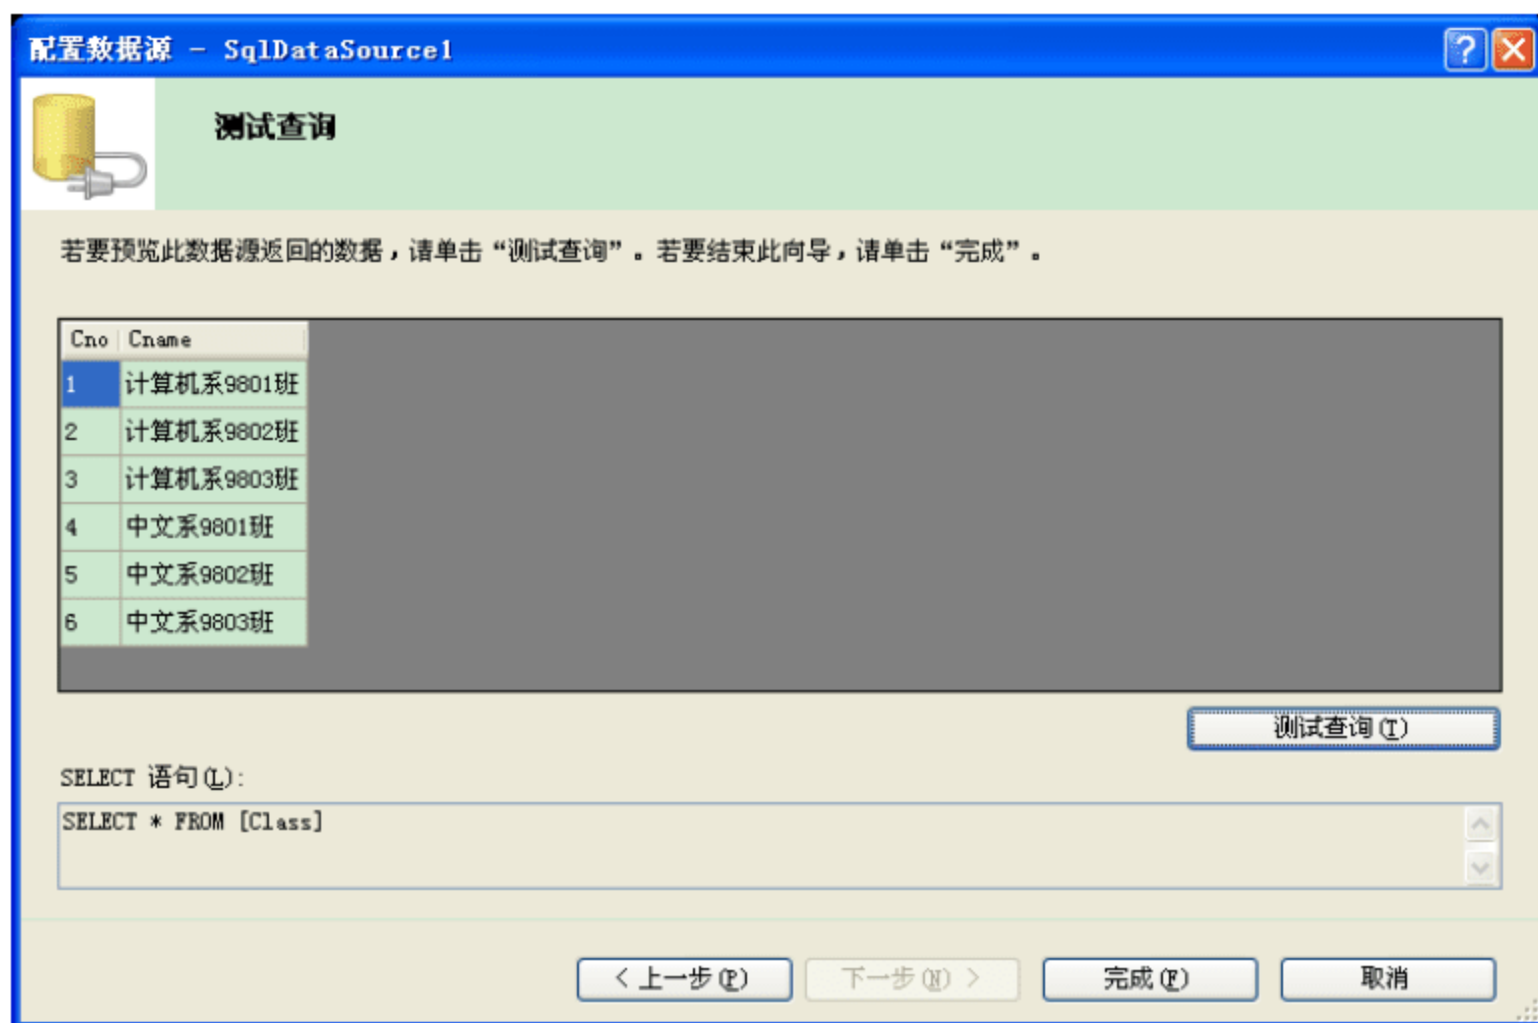 配置数据源 - SqlDataSource1
测试查询
若要预览此数据源返回的数据，请单击“测试查询”。若要结束此向导，请单击“完成”。
Cno Cname
1 计算机系9801班
2 计算机系9802班
3 计算机系9803班
4 中文系9801班
5 中文系9802班
6 中文系9803班
测试查询(T)
SELECT 语句(L):
SELECT * FROM [Class]
< 上一步(P) 下一步(N) > 完成(F) 取消